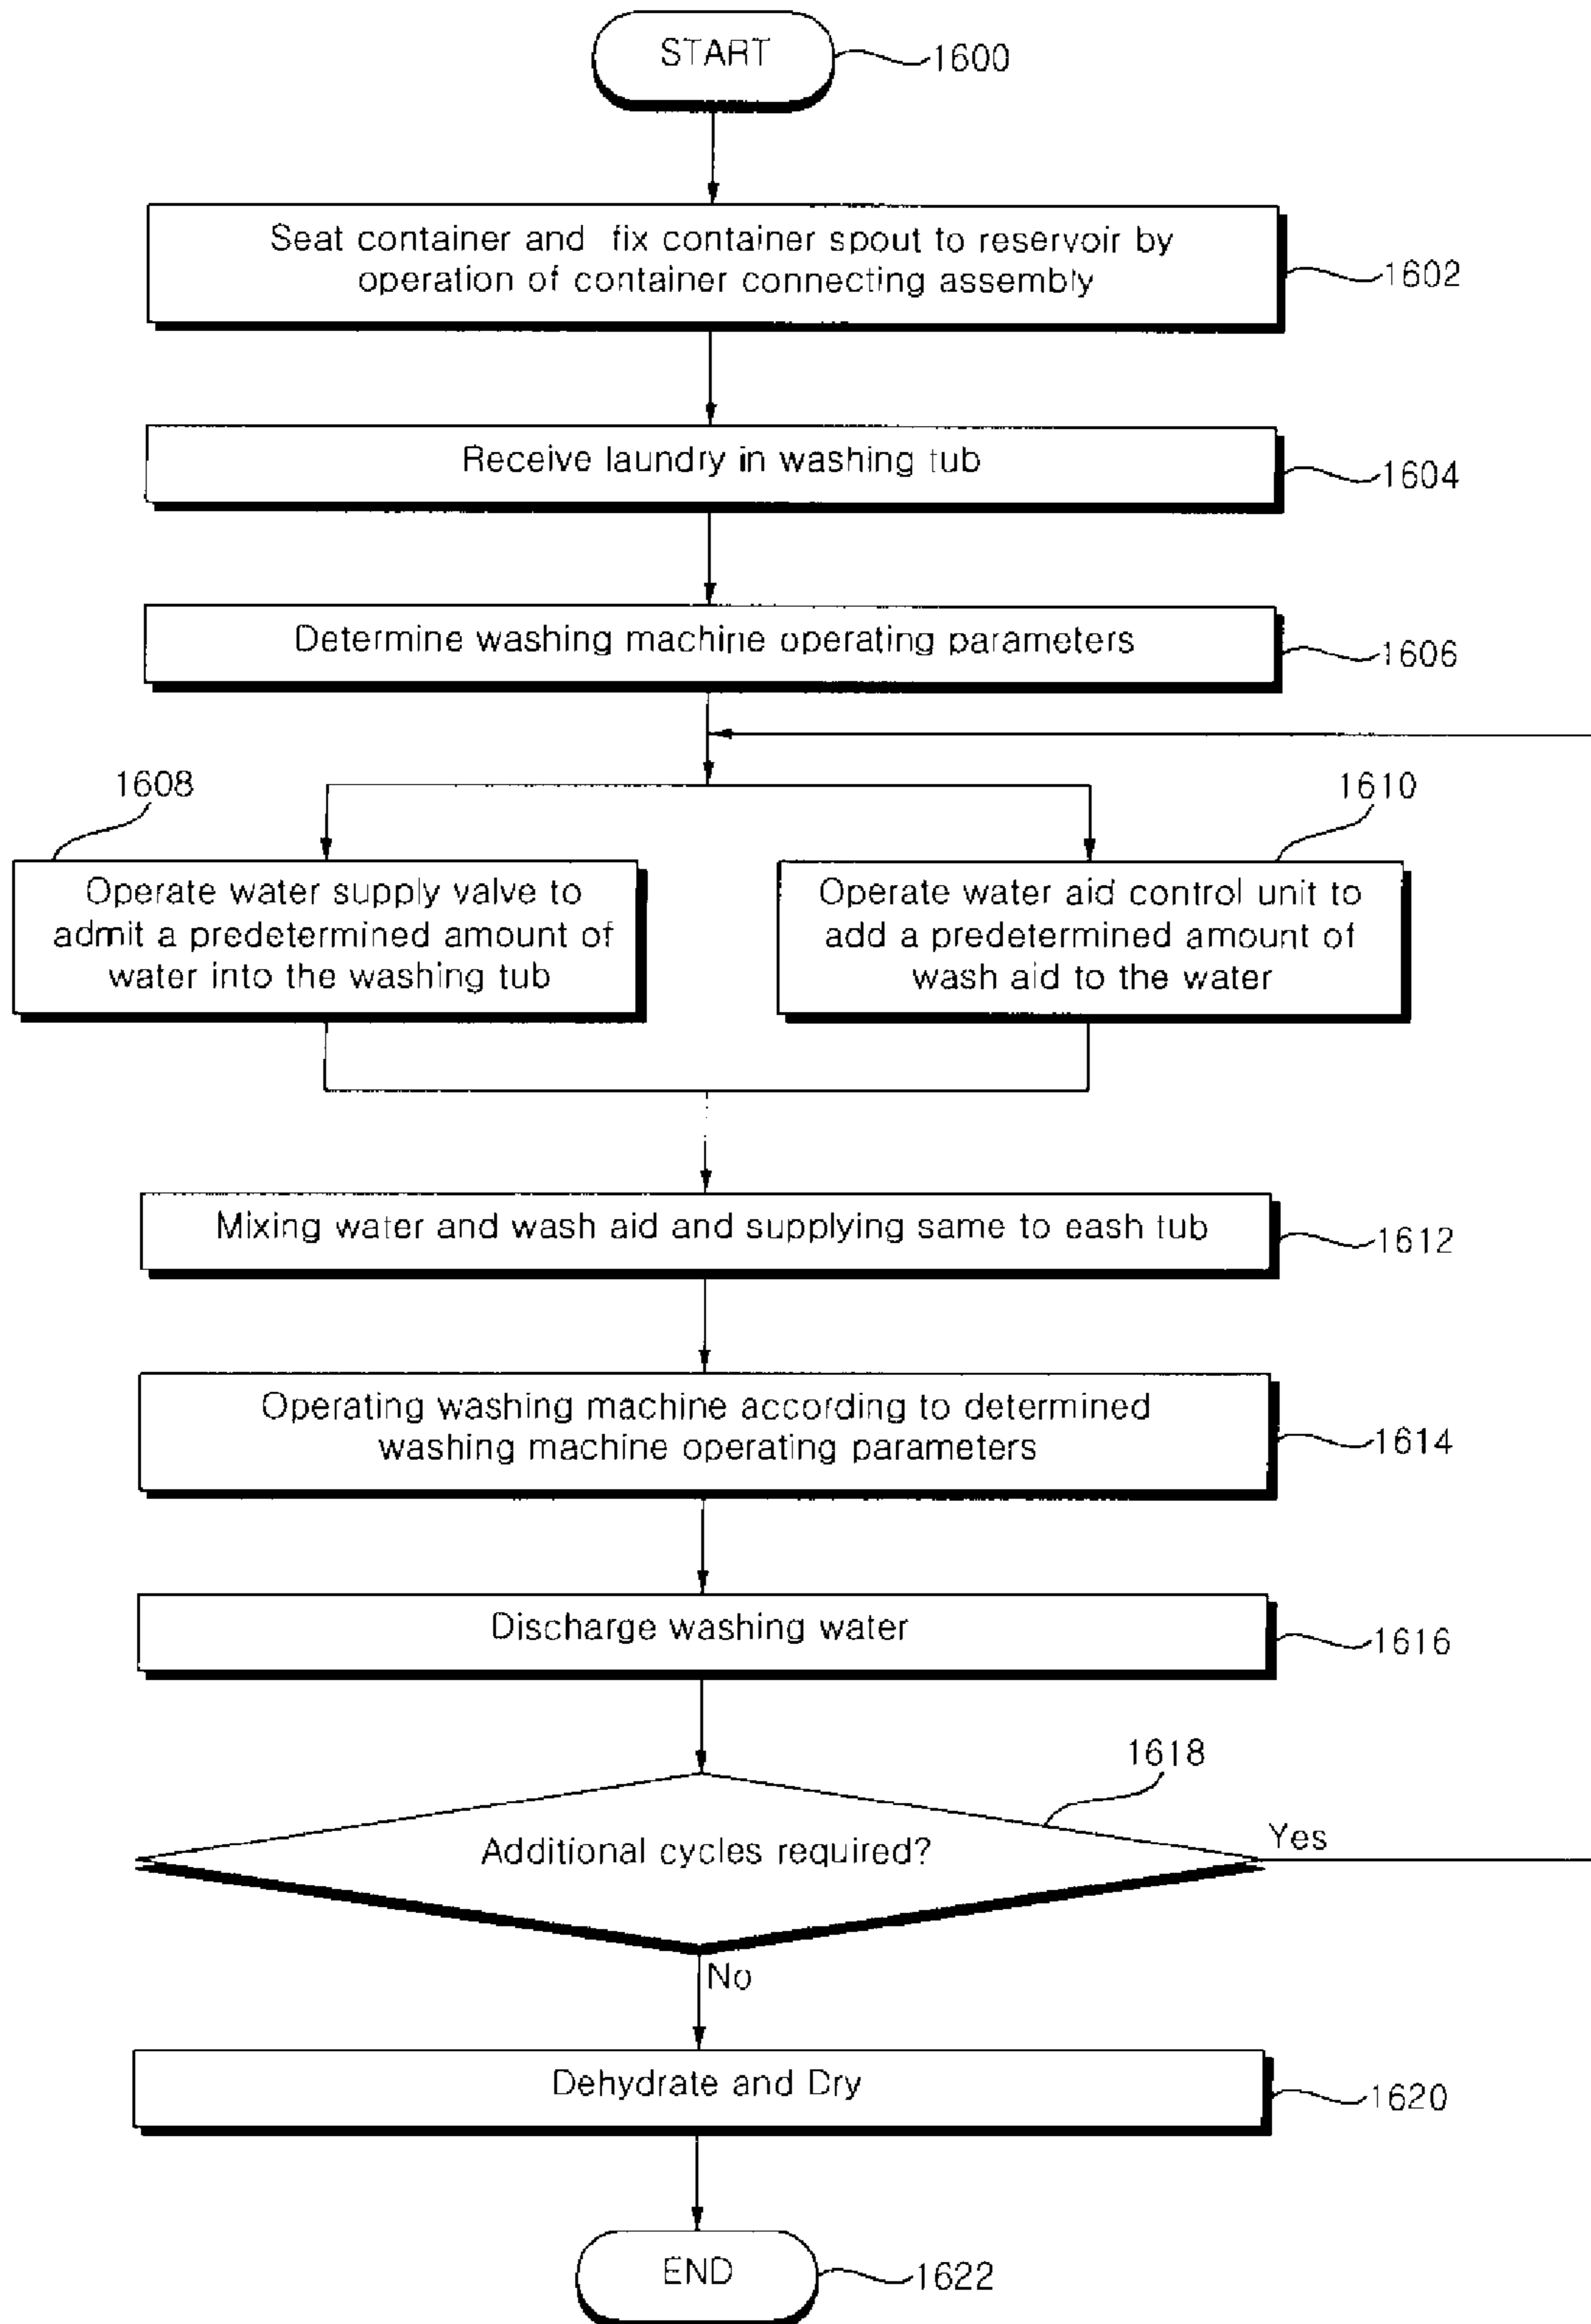 START
1600
Seat container and fix container spout to reservoir by
operation of container connecting assembly
1602
Receive laundry in washing tub
1604
Determine washing machine operating parameters
1606
1608
Operate water supply valve to
admit a predetermined amount of
water into the washing tub
1610
Operate water aid control unit to
add a predetermined amount of
wash aid to the water
Mixing water and wash aid and supplying same to eash tub
1612
Operating washing machine according to determined
washing machine operating parameters
1614
Discharge washing water
1616
1618
Additional cycles required?
Yes
No
Dehydrate and Dry
1620
END
1622